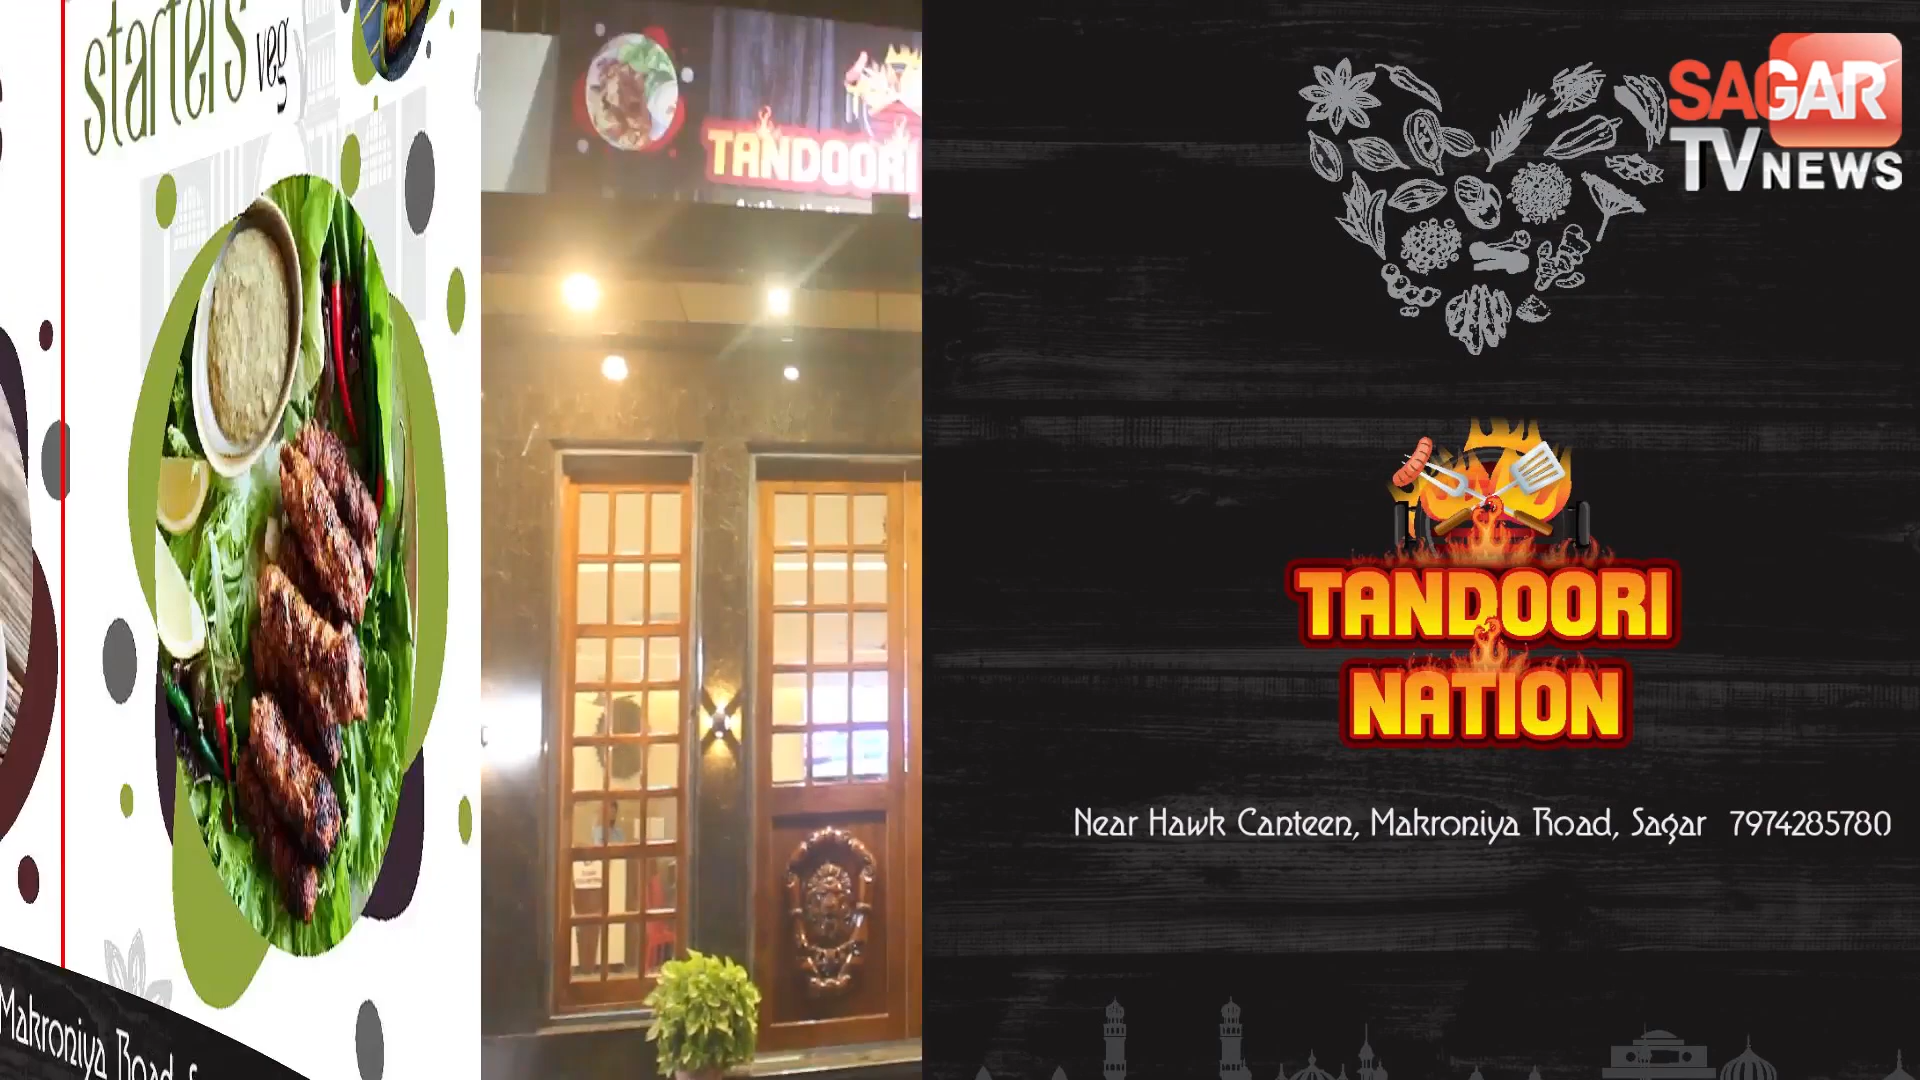 starters veg
TANDOORI
SAGAR
TV NEWS
TANDOORI
NATION
Near Hawk Canteen, Makroniya Road, Sagar 7974285780
Makroniya Road,